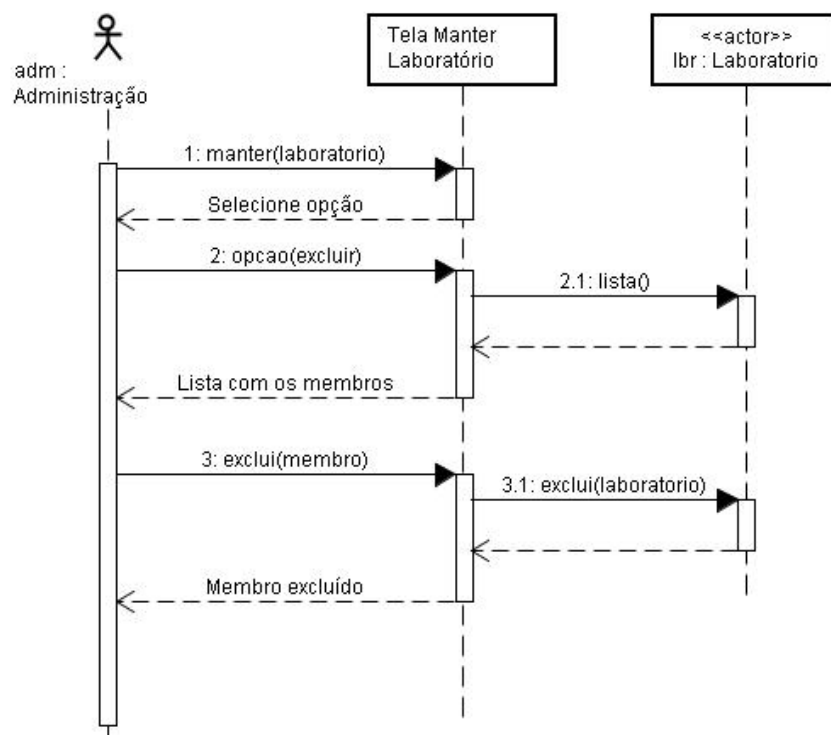 adm :
Administração
Tela Manter
Laboratório
<<actor>>
lbr : Laboratorio
1: manter(laboratorio)
Selecione opção
2: opcao(excluir)
2.1: lista()
Lista com os membros
3: exclui(membro)
3.1: exclui(laboratorio)
Membro excluído